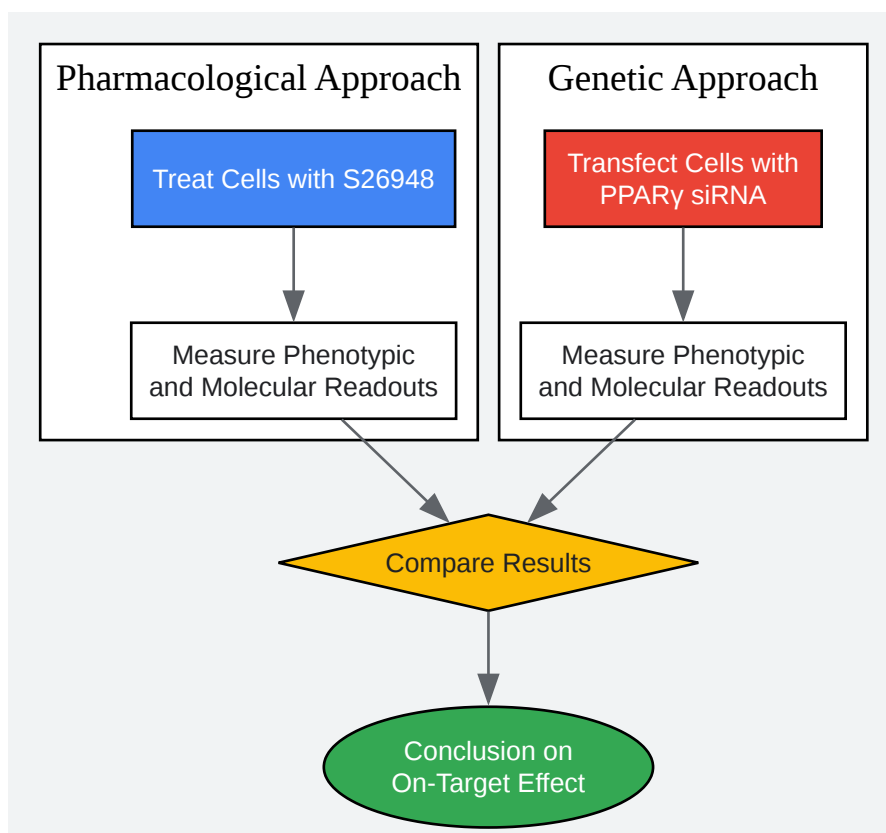 Pharmacological Approach
Treat Cells with S26948
Measure Phenotypic
and Molecular Readouts
Genetic Approach
Transfect Cells with
PPARγ siRNA
Measure Phenotypic
and Molecular Readouts
Compare Results
Conclusion on
On-Target Effect